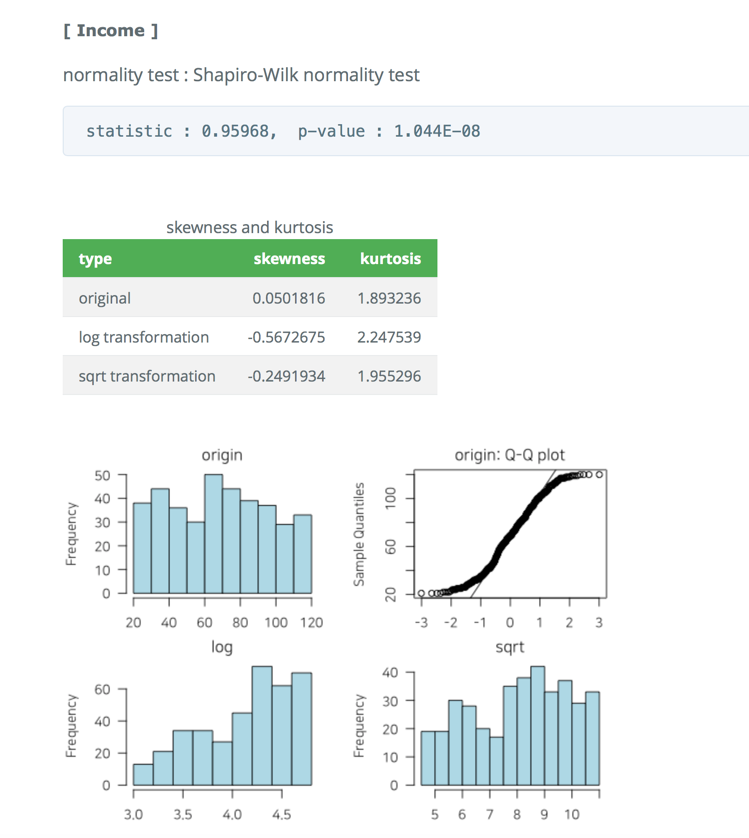 [ Income ]
normality test : Shapiro-Wilk normality test
statistic : 0.95968, p-value : 1.044E-08
skewness and kurtosis
type skewness kurtosis
original 0.0501816 1.893236
log transformation -0.5672675 2.247539
sqrt transformation -0.2491934 1.955296
origin
Frequency
50
40
30
20
10
0
20 40 60 80 100 120
origin: Q-Q plot
Sample Quantiles
100
60
20
-3 -2 -1 0 1 2 3
log
Frequency
60
40
20
0
3.0 3.5 4.0 4.5
sqrt
Frequency
40
30
20
10
0
5 6 7 8 9 10